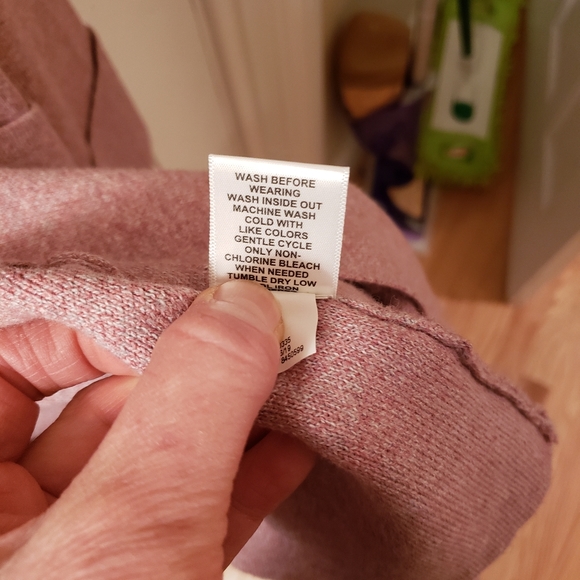 WASH BEFORE
WEARING
WASH INSIDE OUT
MACHINE WASH
COLD WITH
LIKE COLORS
GENTLE CYCLE
ONLY NON-
CHLORINE BLEACH
WHEN NEEDED
TUMBLE DRY LOW
IRON